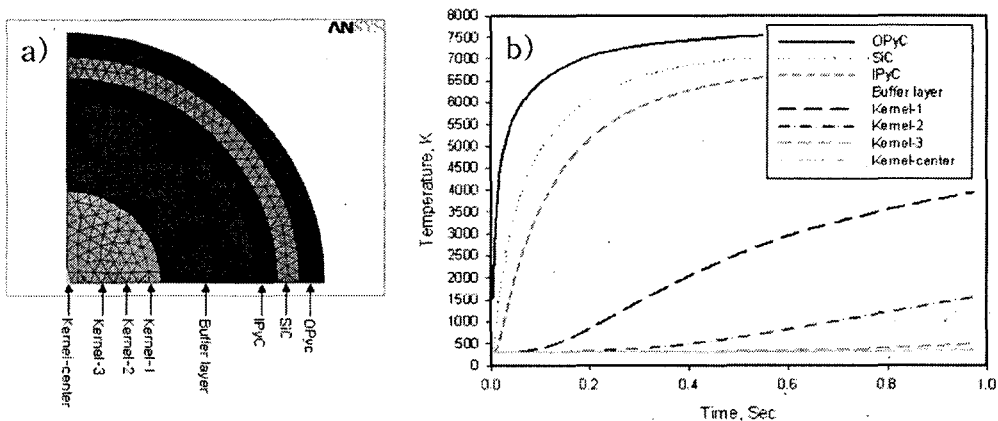 a)
ANSYS
Kernel-center
Kernel-3
Kernel-2
Kernel-1
Buffer layer
IPyC
SiC
OPyc
b)
Temperature, K
8000
7500
7000
6500
6000
5500
5000
4500
4000
3500
3000
2500
2000
1500
1000
500
0
0.0
0.2
0.4
0.6
0.8
1.0
Time, Sec
OPyC
SiC
IPyC
Buffer layer
Kernel-1
Kernel-2
Kernel-3
Kernel-center